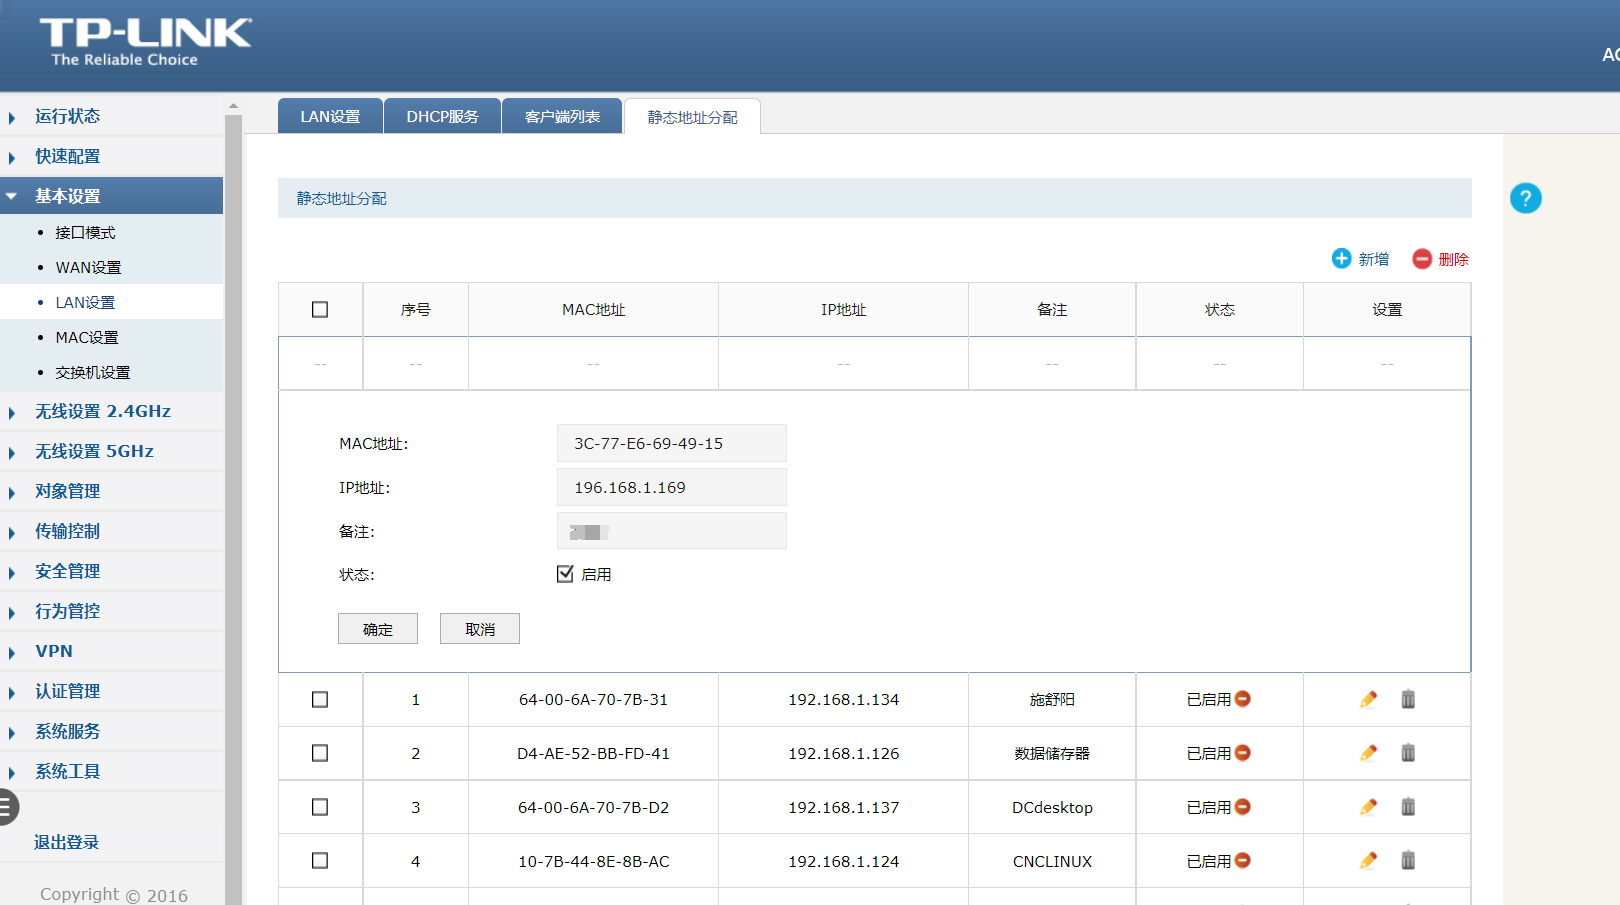 TP-LINK
The Reliable Choice
AC
运行状态
快速配置
基本设置
接口模式
WAN设置
LAN设置
MAC设置
交换机设置
无线设置 2.4GHz
无线设置 5GHz
对象管理
传输控制
安全管理
行为管控
VPN
认证管理
系统服务
系统工具
退出登录
Copyright © 2016
LAN设置 DHCP服务 客户端列表 静态地址分配
静态地址分配
?
新增 删除
序号 MAC地址 IP地址 备注 状态 设置
-- -- -- -- -- -- --
MAC地址: 3C-77-E6-69-49-15
IP地址: 196.168.1.169
备注:
状态: 启用
确定 取消
1 64-00-6A-70-7B-31 192.168.1.134 施舒阳 已启用
2 D4-AE-52-BB-FD-41 192.168.1.126 数据储存器 已启用
3 64-00-6A-70-7B-D2 192.168.1.137 DCdesktop 已启用
4 10-7B-44-8E-8B-AC 192.168.1.124 CNCLINUX 已启用